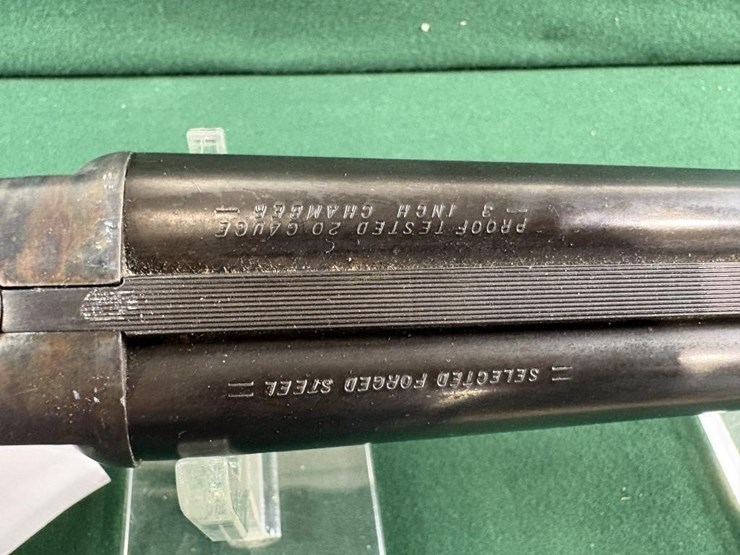 = SELECTED FORGED STEEL =
PROOF TESTED 20 GAUGE
— 3 INCH CHAMBER —